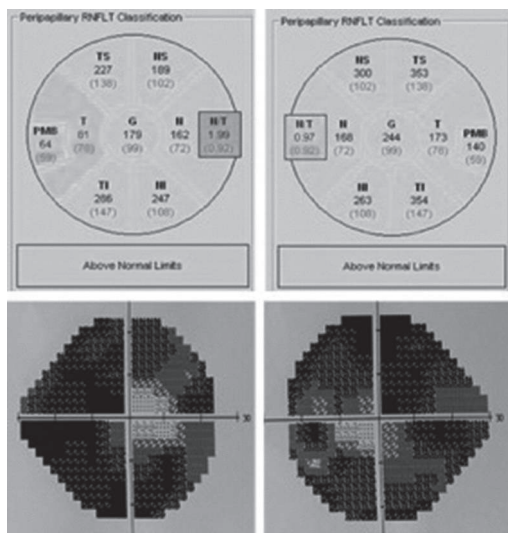 Peripapillary RNFLT Classification
TS
227
(138)
NS
189
(102)
PMB
64
(59)
T
81
(78)
G
179
(99)
N
162
(72)
N/T
1.99
(0.92)
TI
286
(147)
NI
247
(108)
Above Normal Limits
Peripapillary RNFLT Classification
NS
300
(102)
TS
353
(138)
N/T
0.97
(0.92)
N
168
(72)
G
244
(99)
T
173
(78)
PMB
140
(59)
NI
263
(108)
TI
354
(147)
Above Normal Limits
30
30